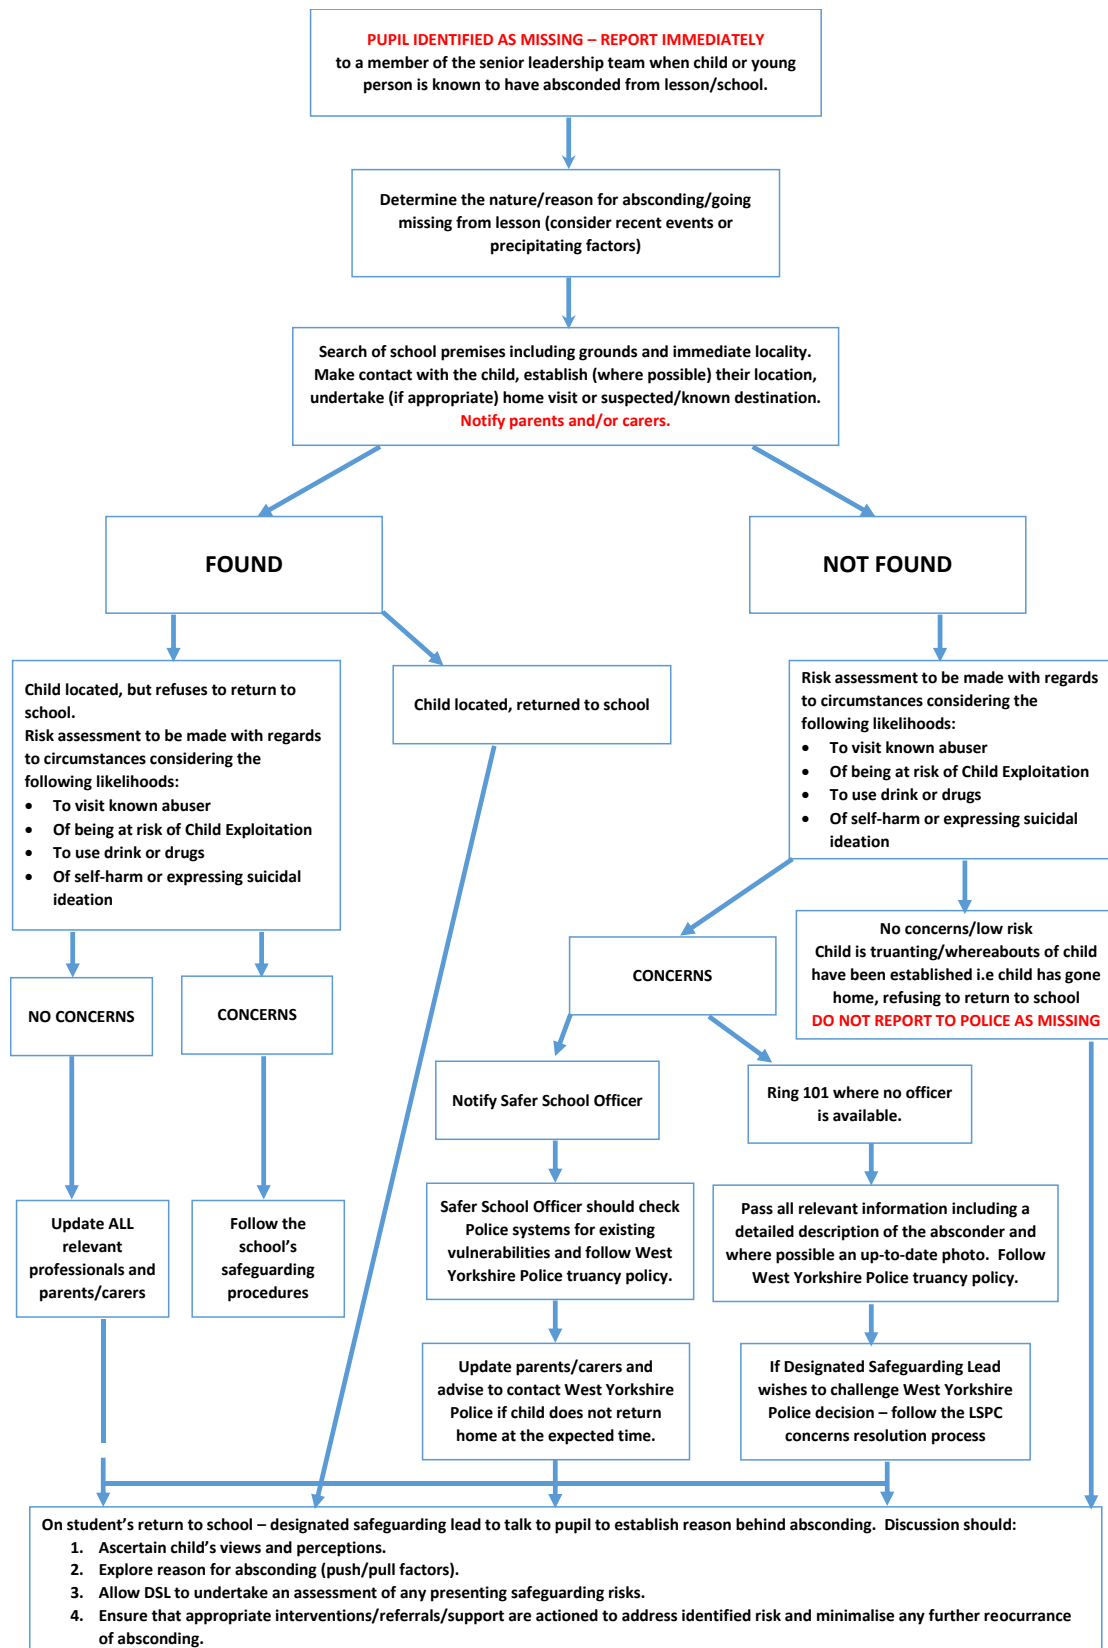 PUPIL IDENTIFIED AS MISSING – REPORT IMMEDIATELY
to a member of the senior leadership team when child or young
person is known to have absconded from lesson/school.
Determine the nature/reason for absconding/going
missing from lesson (consider recent events or
precipitating factors)
Search of school premises including grounds and immediate locality.
Make contact with the child, establish (where possible) their location,
undertake (if appropriate) home visit or suspected/known destination.
Notify parents and/or carers.
FOUND
NOT FOUND
Child located, but refuses to return to
school.
Risk assessment to be made with regards
to circumstances considering the
following likelihoods:
• To visit known abuser
• Of being at risk of Child Exploitation
• To use drink or drugs
• Of self-harm or expressing suicidal
ideation
Child located, returned to school
Risk assessment to be made with regards
to circumstances considering the
following likelihoods:
• To visit known abuser
• Of being at risk of Child Exploitation
• To use drink or drugs
• Of self-harm or expressing suicidal
ideation
NO CONCERNS
CONCERNS
CONCERNS
No concerns/low risk
Child is truanting/whereabouts of child
have been established i.e child has gone
home, refusing to return to school
DO NOT REPORT TO POLICE AS MISSING
Notify Safer School Officer
Ring 101 where no officer
is available.
Update ALL
relevant
professionals and
parents/carers
Follow the
school's
safeguarding
procedures
Safer School Officer should check
Police systems for existing
vulnerabilities and follow West
Yorkshire Police truancy policy.
Pass all relevant information including a
detailed description of the absconder and
where possible an up-to-date photo.  Follow
West Yorkshire Police truancy policy.
Update parents/carers and
advise to contact West Yorkshire
Police if child does not return
home at the expected time.
If Designated Safeguarding Lead
wishes to challenge West Yorkshire
Police decision – follow the LSPC
concerns resolution process
On student's return to school – designated safeguarding lead to talk to pupil to establish reason behind absconding.  Discussion should:
1. Ascertain child's views and perceptions.
2. Explore reason for absconding (push/pull factors).
3. Allow DSL to undertake an assessment of any presenting safeguarding risks.
4. Ensure that appropriate interventions/referrals/support are actioned to address identified risk and minimalise any further reocurrance
of absconding.